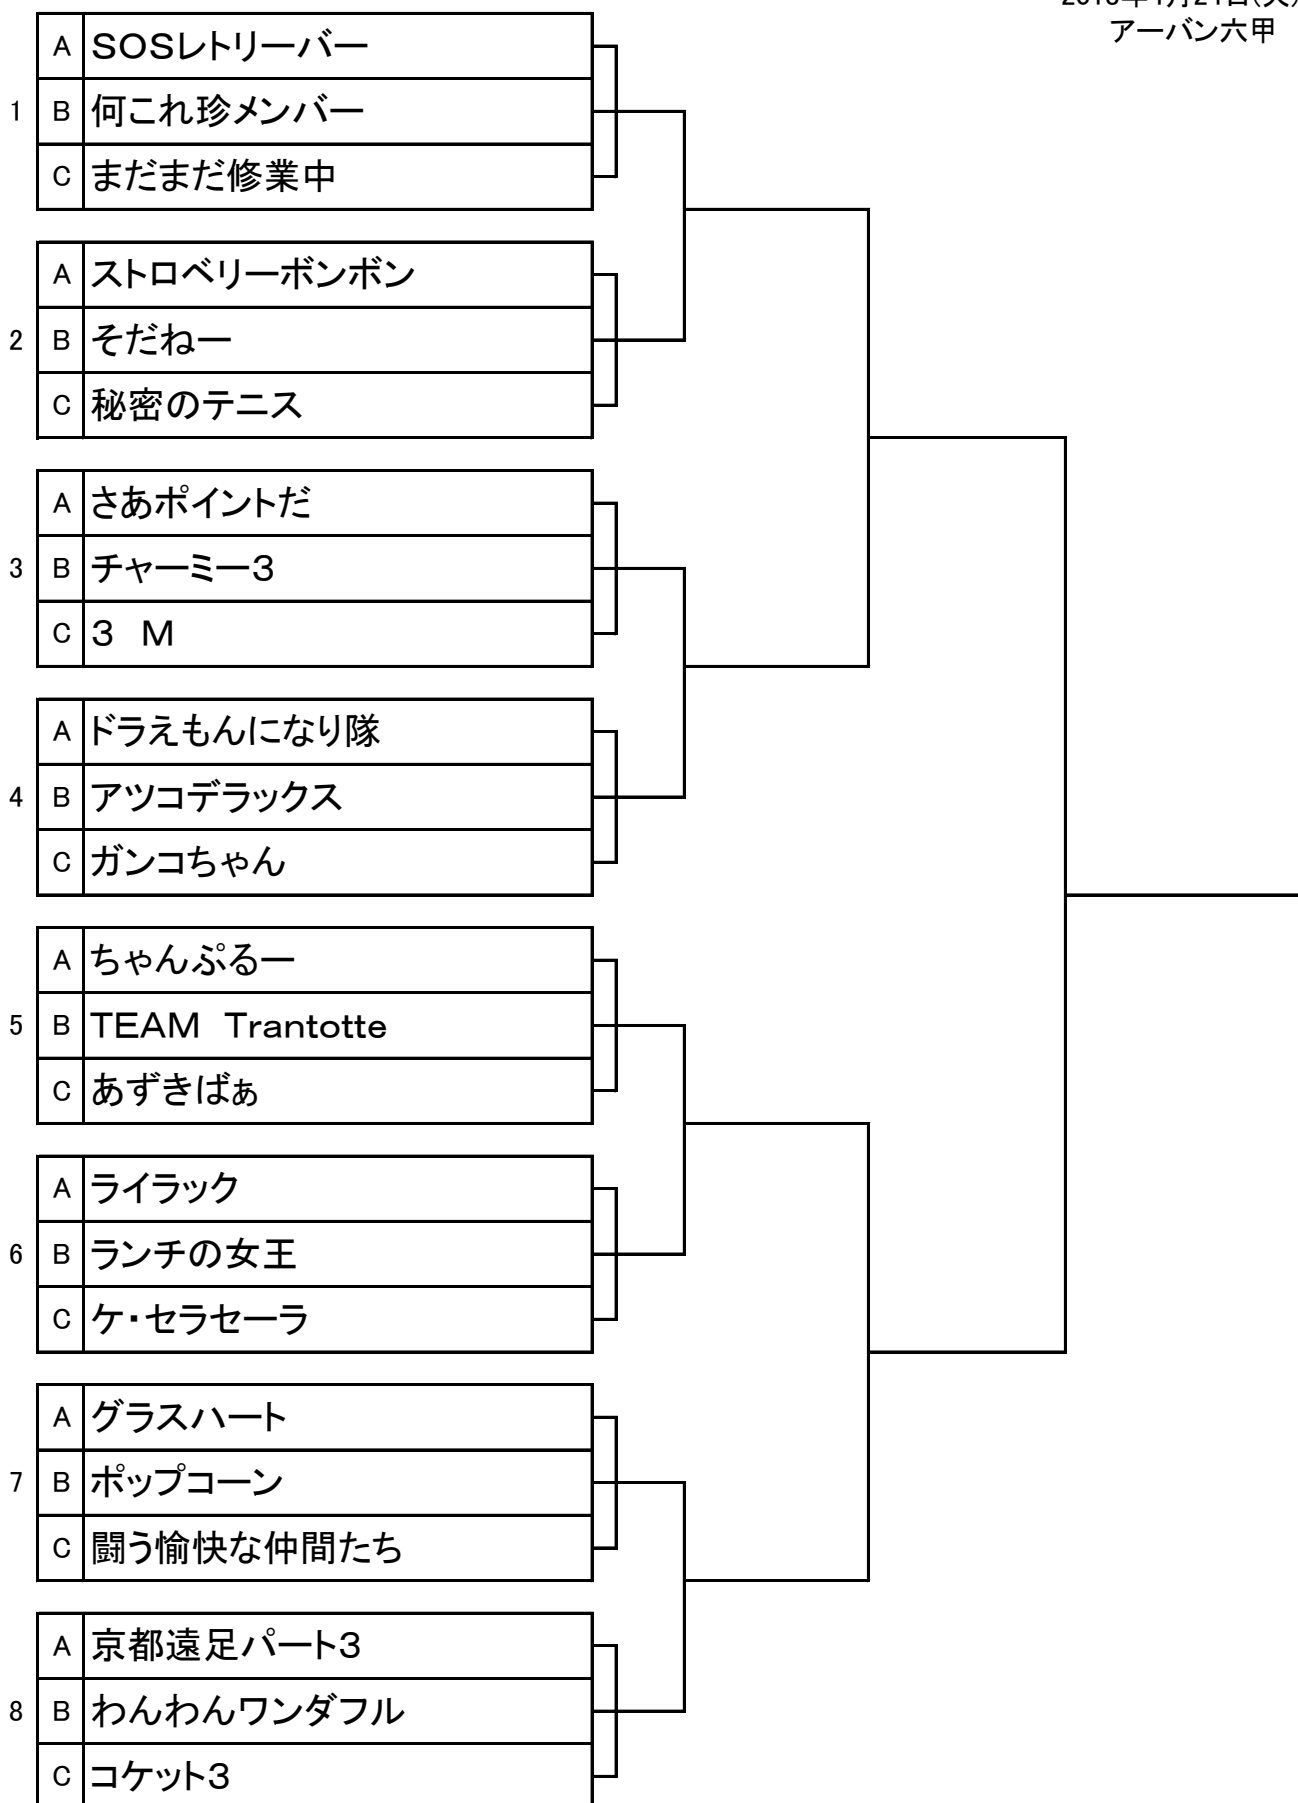 アーバン六甲
A SOSレトリーバー
1 B 何これ珍メンバー
C まだまだ修業中
A ストロベリーボンボン
2 B そだねー
C 秘密のテニス
A さあポイントだ
3 B チャーミー3
C 3　M
A ドラえもんになり隊
4 B アツコデラックス
C ガンコちゃん
A ちゃんぷるー
5 B TEAM　Trantotte
C あずきばぁ
A ライラック
6 B ランチの女王
C ケ・セラセーラ
A グラスハート
7 B ポップコーン
C 闘う愉快な仲間たち
A 京都遠足パート3
8 B わんわんワンダフル
C コケット3